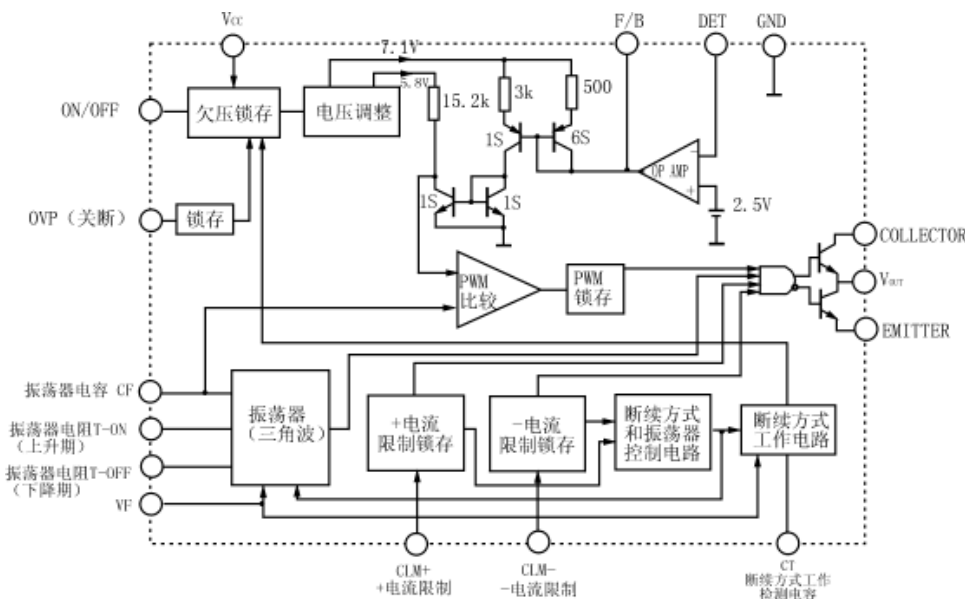 Vcc
F/B
DET
GND
7.1V
5.8V
ON/OFF
欠压锁存
电压调整
15.2k
3k
500
1S
6S
OP AMP
-
+
2.5V
1S
1S
OVP（关断）
锁存
COLLECTOR
VOUT
EMITTER
PWM
比较
PWM
锁存
振荡器电容 CF
振荡器电阻T-ON
（上升期）
振荡器电阻T-OFF
（下降期）
VF
振荡器
（三角波）
+电流
限制锁存
-电流
限制锁存
断续方式
和振荡器
控制电路
断续方式
工作电路
CLM+
+电流限制
CLM-
-电流限制
CT
断续方式工作
检测电容